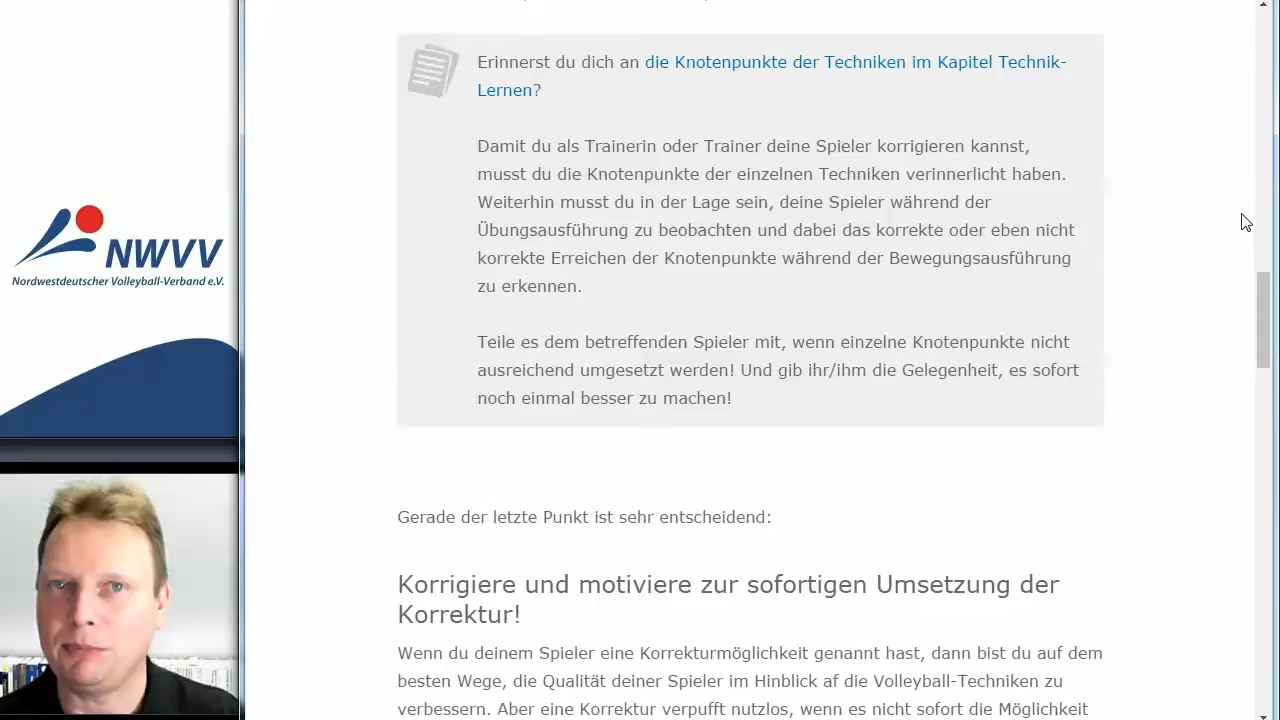 NWVV
Nordwestdeutscher Volleyball-Verband e.V.
Erinnerst du dich an die Knotenpunkte der Techniken im Kapitel Technik-
Lernen?
Damit du als Trainerin oder Trainer deine Spieler korrigieren kannst,
musst du die Knotenpunkte der einzelnen Techniken verinnerlicht haben.
Weiterhin musst du in der Lage sein, deine Spieler während der
Übungsausführung zu beobachten und dabei das korrekte oder eben nicht
korrekte Erreichen der Knotenpunkte während der Bewegungsausführung
zu erkennen.
Teile es dem betreffenden Spieler mit, wenn einzelne Knotenpunkte nicht
ausreichend umgesetzt werden! Und gib ihr/ihm die Gelegenheit, es sofort
noch einmal besser zu machen!
Gerade der letzte Punkt ist sehr entscheidend:
Korrigiere und motiviere zur sofortigen Umsetzung der
Korrektur!
Wenn du deinem Spieler eine Korrekturmöglichkeit genannt hast, dann bist du auf dem
besten Wege, die Qualität deiner Spieler im Hinblick af die Volleyball-Techniken zu
verbessern. Aber eine Korrektur verpufft nutzlos, wenn es nicht sofort die Möglichkeit